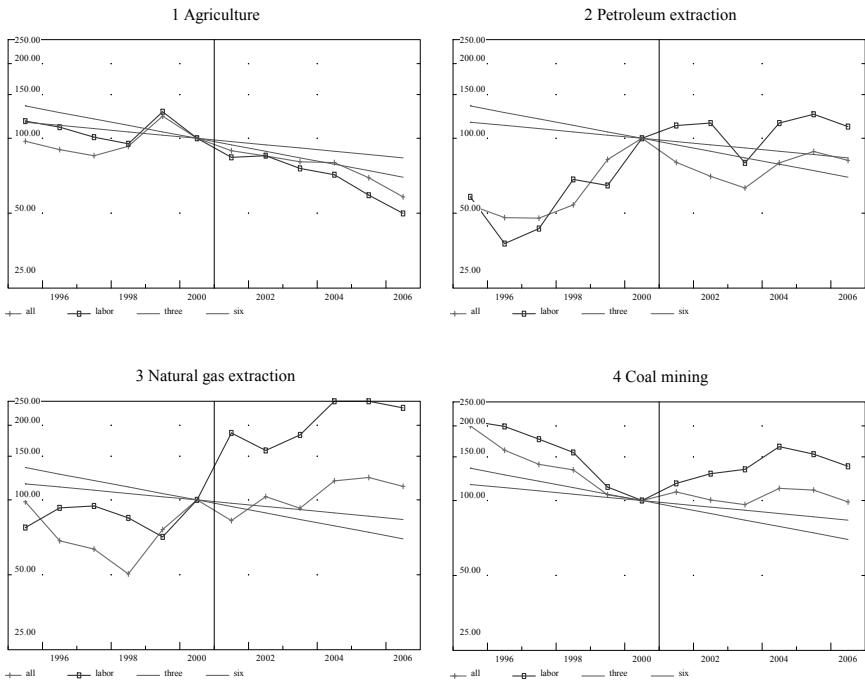 1 Agriculture
250.00
200.00
150.00
100.00
50.00
25.00
1996 1998 2000 2002 2004 2006
all labor three six
2 Petroleum extraction
250.00
200.00
150.00
100.00
50.00
25.00
1996 1998 2000 2002 2004 2006
all labor three six
3 Natural gas extraction
250.00
200.00
150.00
100.00
50.00
25.00
1996 1998 2000 2002 2004 2006
all labor three six
4 Coal mining
250.00
200.00
150.00
100.00
50.00
25.00
1996 1998 2000 2002 2004 2006
all labor three six